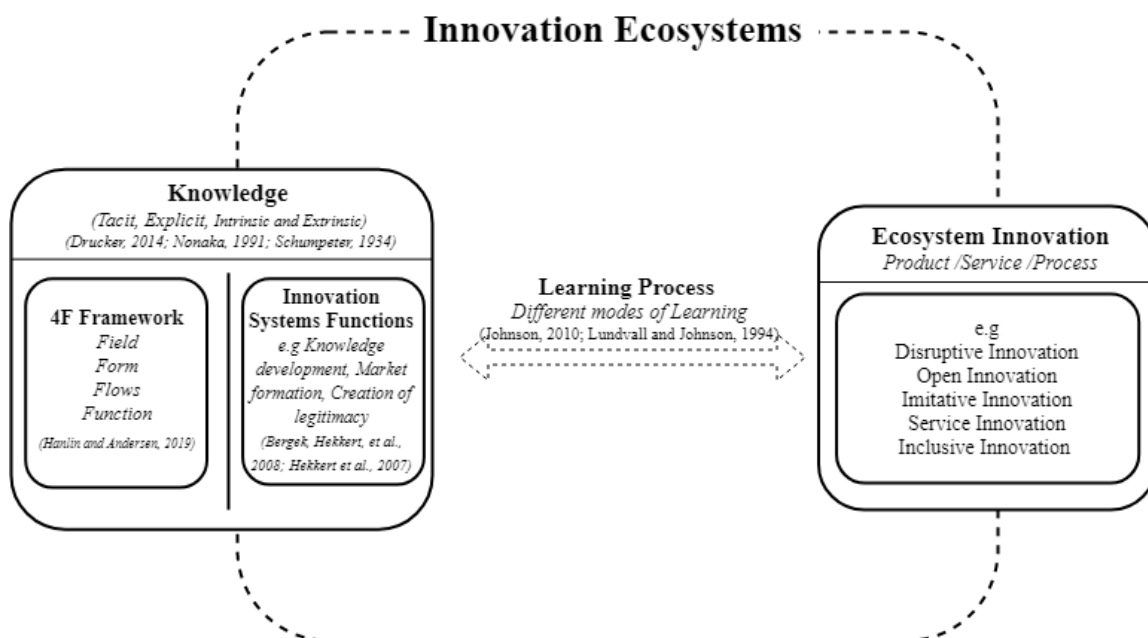 Innovation Ecosystems
Knowledge
(Tacit, Explicit, Intrinsic and Extrinsic)
(Drucker, 2014; Nonaka, 1991; Schumpeter, 1934)
4F Framework
Field
Form
Flows
Function
(Hanlin and Andersen, 2019)
Innovation
Systems Functions
e.g Knowledge
development, Market
formation, Creation of
legitimacy
(Bergek, Hekkert, et al.,
2008; Hekkert et al., 2007)
Learning Process
Different modes of Learning
(Johnson, 2010; Lundvall and Johnson, 1994)
Ecosystem Innovation
Product /Service /Process
e.g
Disruptive Innovation
Open Innovation
Imitative Innovation
Service Innovation
Inclusive Innovation